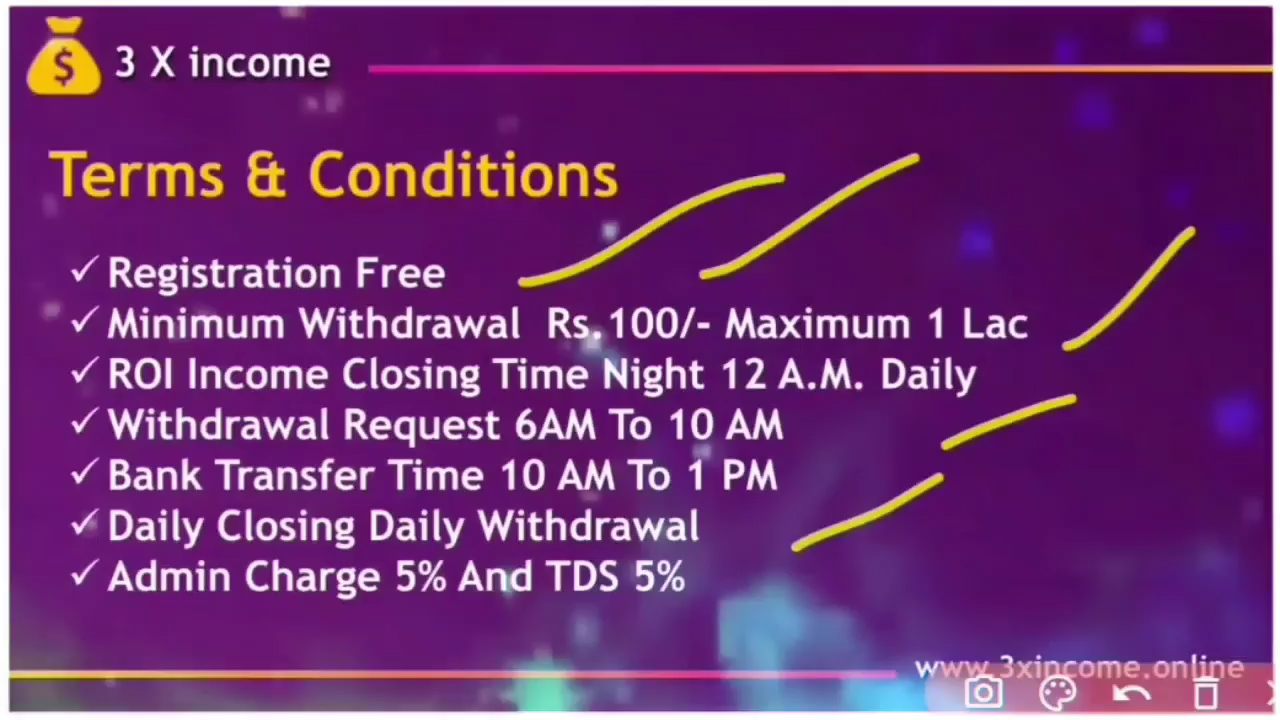 3 X income
Terms & Conditions
✓ Registration Free
✓ Minimum Withdrawal Rs.100/- Maximum 1 Lac
✓ ROI Income Closing Time Night 12 A.M. Daily
✓ Withdrawal Request 6AM To 10 AM
✓ Bank Transfer Time 10 AM To 1 PM
✓ Daily Closing Daily Withdrawal
✓ Admin Charge 5% And TDS 5%
www.3xincome.online